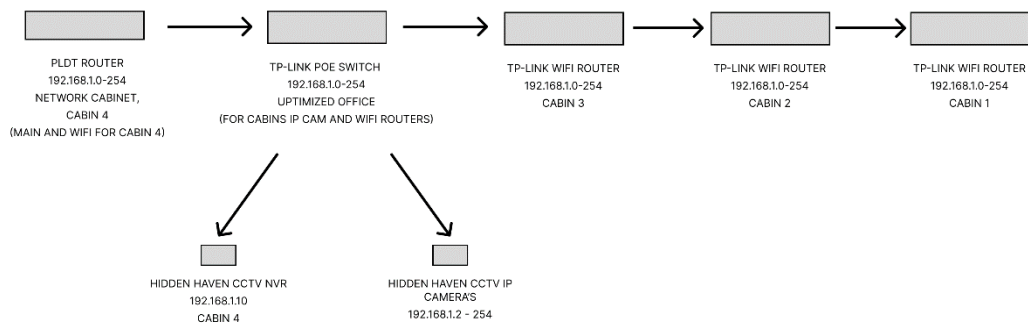 PLDT ROUTER
192.168.1.0-254
NETWORK CABINET,
CABIN 4
(MAIN AND WIFI FOR CABIN 4)
TP-LINK POE SWITCH
192.168.1.0-254
UPTIMIZED OFFICE
(FOR CABINS IP CAM AND WIFI ROUTERS)
TP-LINK WIFI ROUTER
192.168.1.0-254
CABIN 3
TP-LINK WIFI ROUTER
192.168.1.0-254
CABIN 2
TP-LINK WIFI ROUTER
192.168.1.0-254
CABIN 1
HIDDEN HAVEN CCTV NVR
192.168.1.10
CABIN 4
HIDDEN HAVEN CCTV IP
CAMERA'S
192.168.1.2 - 254